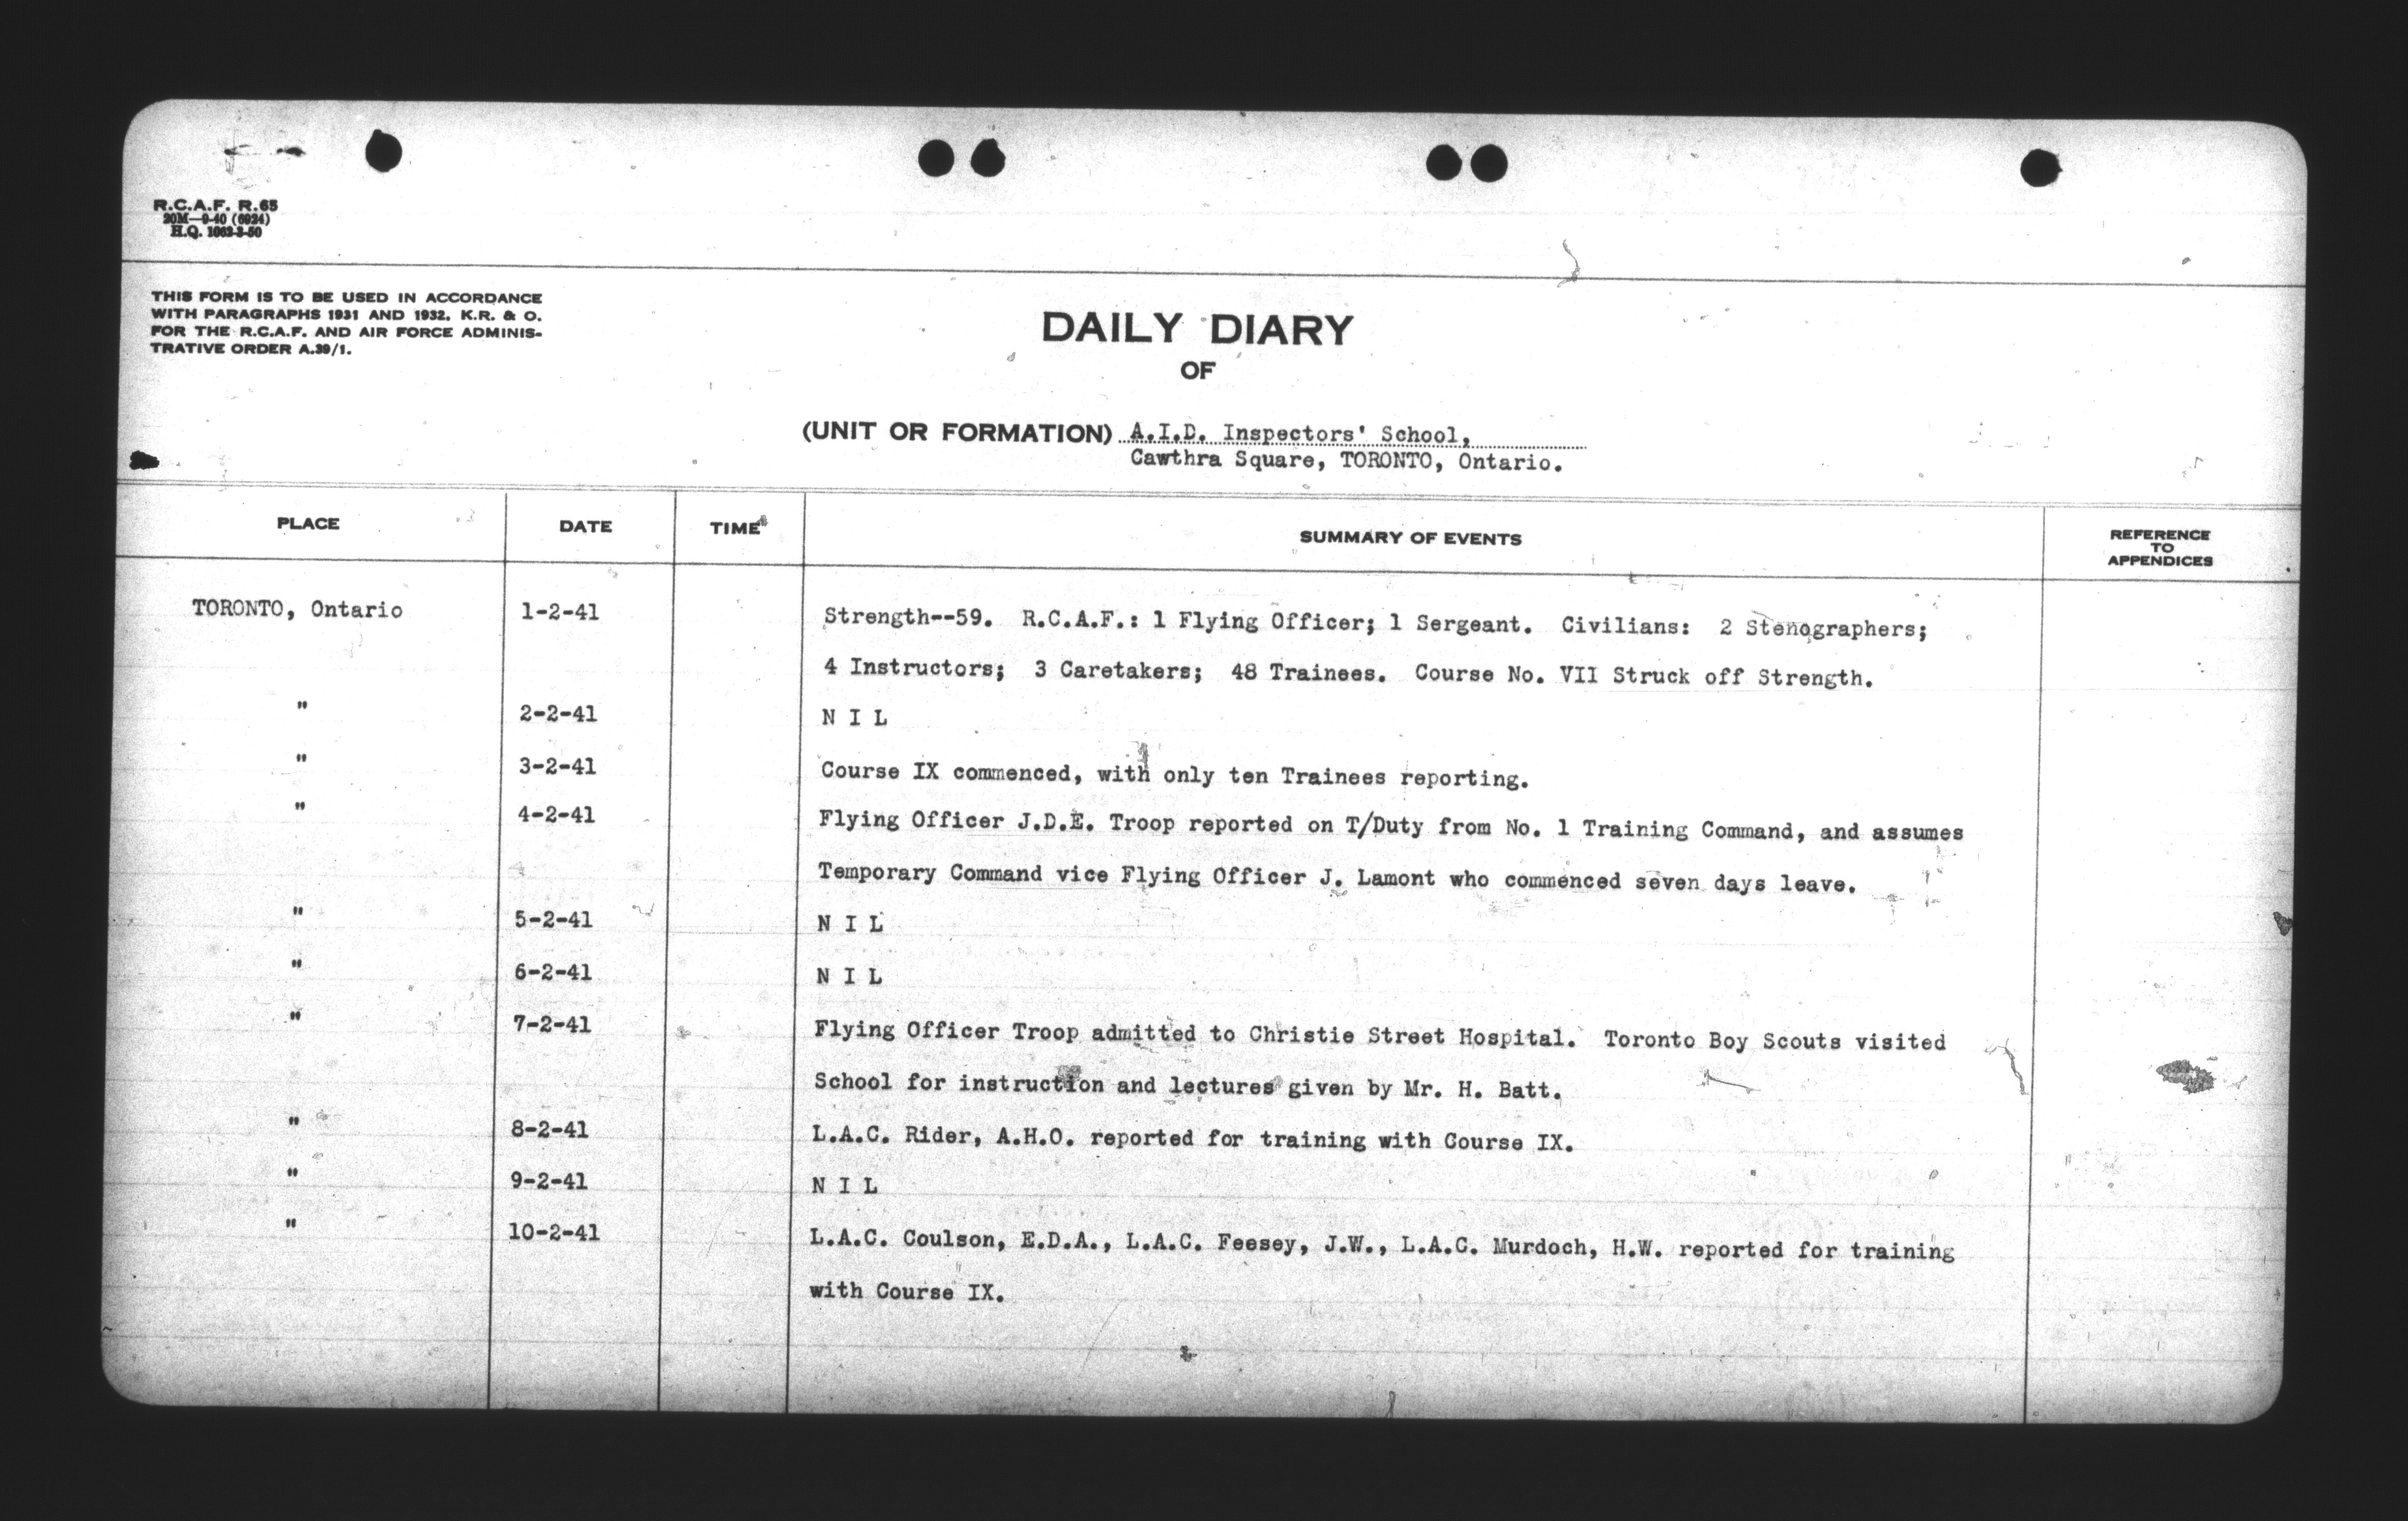 R.C.A.F. R.65
20M—9-40 (6924)
H.Q. 1062-3-50
THIS FORM IS TO BE USED IN ACCORDANCE
WITH PARAGRAPHS 1931 AND 1932, K.R. & O.
FOR THE R.C.A.F. AND AIR FORCE ADMINIS-
TRATIVE ORDER A.39/1.
DAILY DIARY
OF
(UNIT OR FORMATION) A.I.D. Inspectors' School,
Cawthra Square, TORONTO, Ontario.
PLACE DATE TIME SUMMARY OF EVENTS REFERENCE TO APPENDICES
TORONTO, Ontario 1-2-41 Strength--59. R.C.A.F.: 1 Flying Officer; 1 Sergeant. Civilians: 2 Stenographers;
4 Instructors; 3 Caretakers; 48 Trainees. Course No. VII Struck off Strength.
" 2-2-41 N I L
" 3-2-41 Course IX commenced, with only ten Trainees reporting.
" 4-2-41 Flying Officer J.D.E. Troop reported on T/Duty from No. 1 Training Command, and assumes
Temporary Command vice Flying Officer J. Lamont who commenced seven days leave.
" 5-2-41 N I L
" 6-2-41 N I L
" 7-2-41 Flying Officer Troop admitted to Christie Street Hospital. Toronto Boy Scouts visited
School for instruction and lectures given by Mr. H. Batt.
" 8-2-41 L.A.C. Rider, A.H.O. reported for training with Course IX.
" 9-2-41 N I L
" 10-2-41 L.A.C. Coulson, E.D.A., L.A.C. Feesey, J.W., L.A.C. Murdoch, H.W. reported for training
with Course IX.